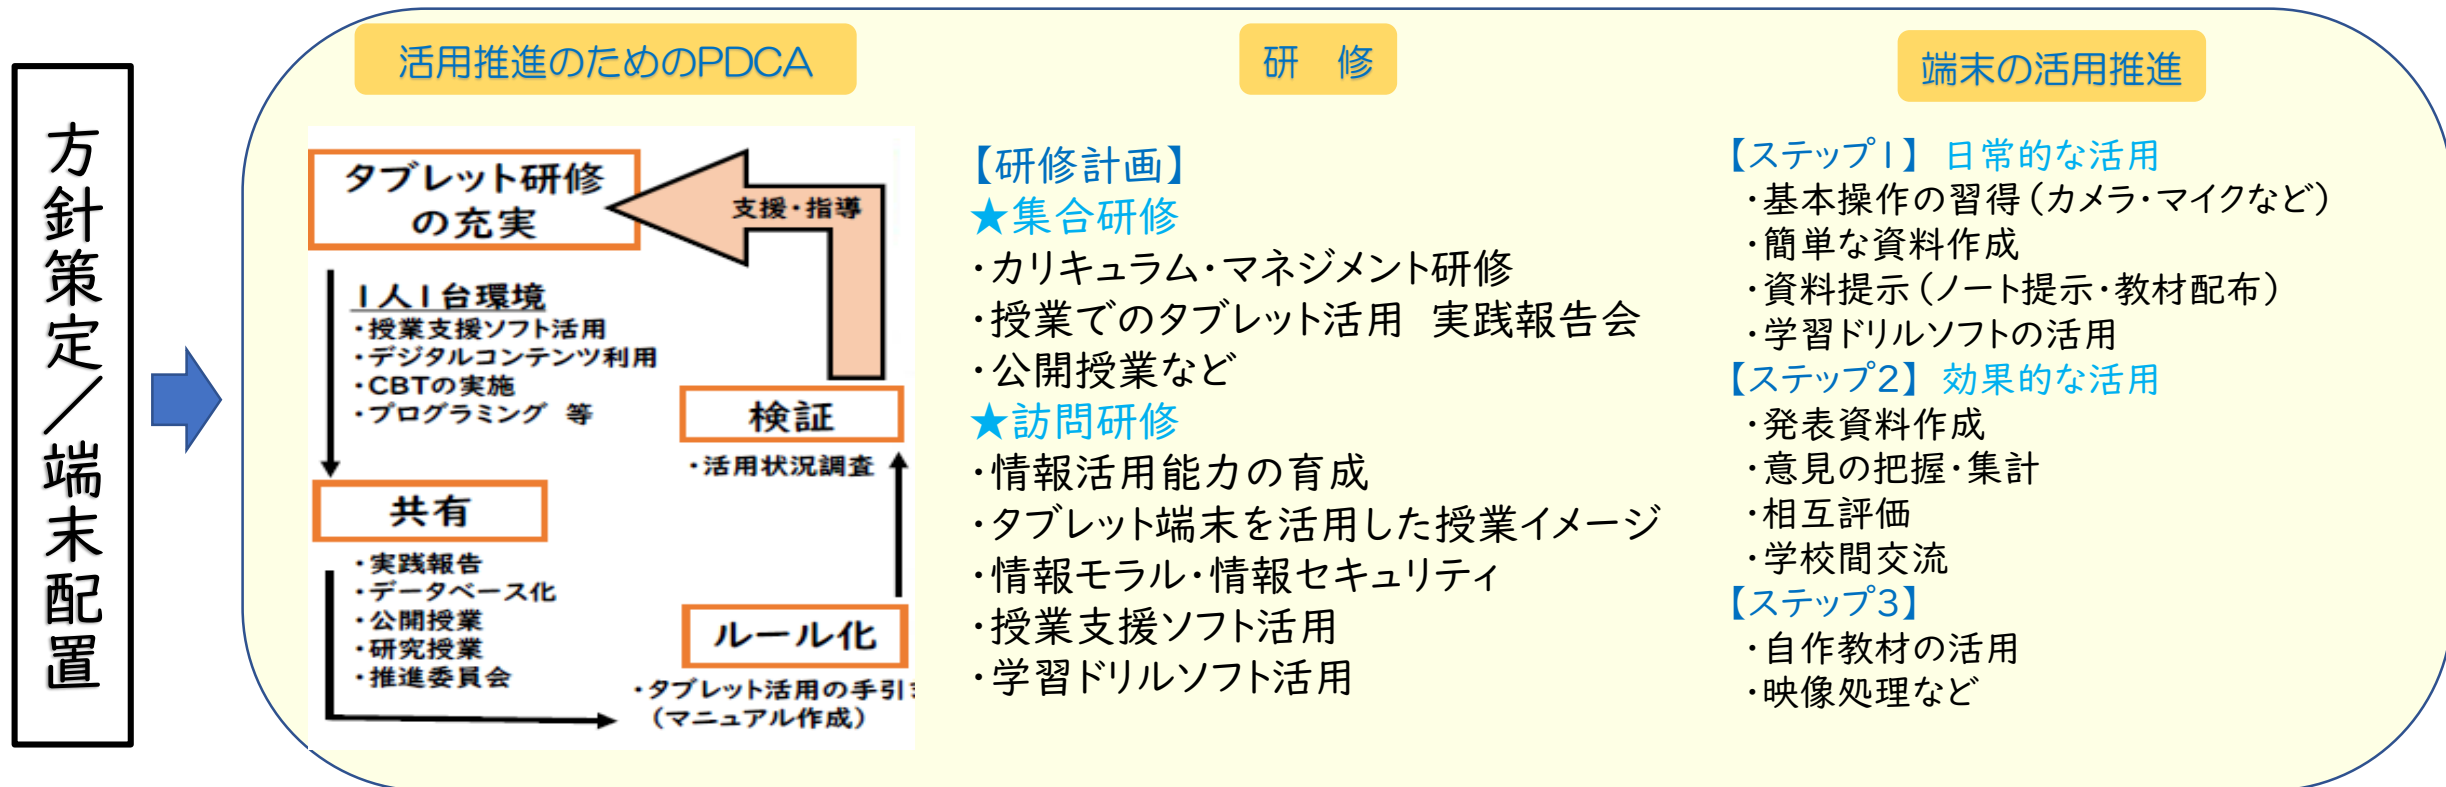 方針策定／端末配置
活用推進のためのPDCA
タブレット研修
の充実
支援・指導
1人1台環境
・授業支援ソフト活用
・デジタルコンテンツ利用
・CBTの実施
・プログラミング 等
共有
・実践報告
・データベース化
・公開授業
・研究授業
・推進委員会
検証
・活用状況調査
ルール化
・タブレット活用の手引
（マニュアル作成）
研　修
【研修計画】
★集合研修
・カリキュラム・マネジメント研修
・授業でのタブレット活用　実践報告会
・公開授業など
★訪問研修
・情報活用能力の育成
・タブレット端末を活用した授業イメージ
・情報モラル・情報セキュリティ
・授業支援ソフト活用
・学習ドリルソフト活用
端末の活用推進
【ステップ1】 日常的な活用
・基本操作の習得（カメラ・マイクなど）
・簡単な資料作成
・資料提示（ノート提示・教材配布）
・学習ドリルソフトの活用
【ステップ2】 効果的な活用
・発表資料作成
・意見の把握・集計
・相互評価
・学校間交流
【ステップ3】
・自作教材の活用
・映像処理など